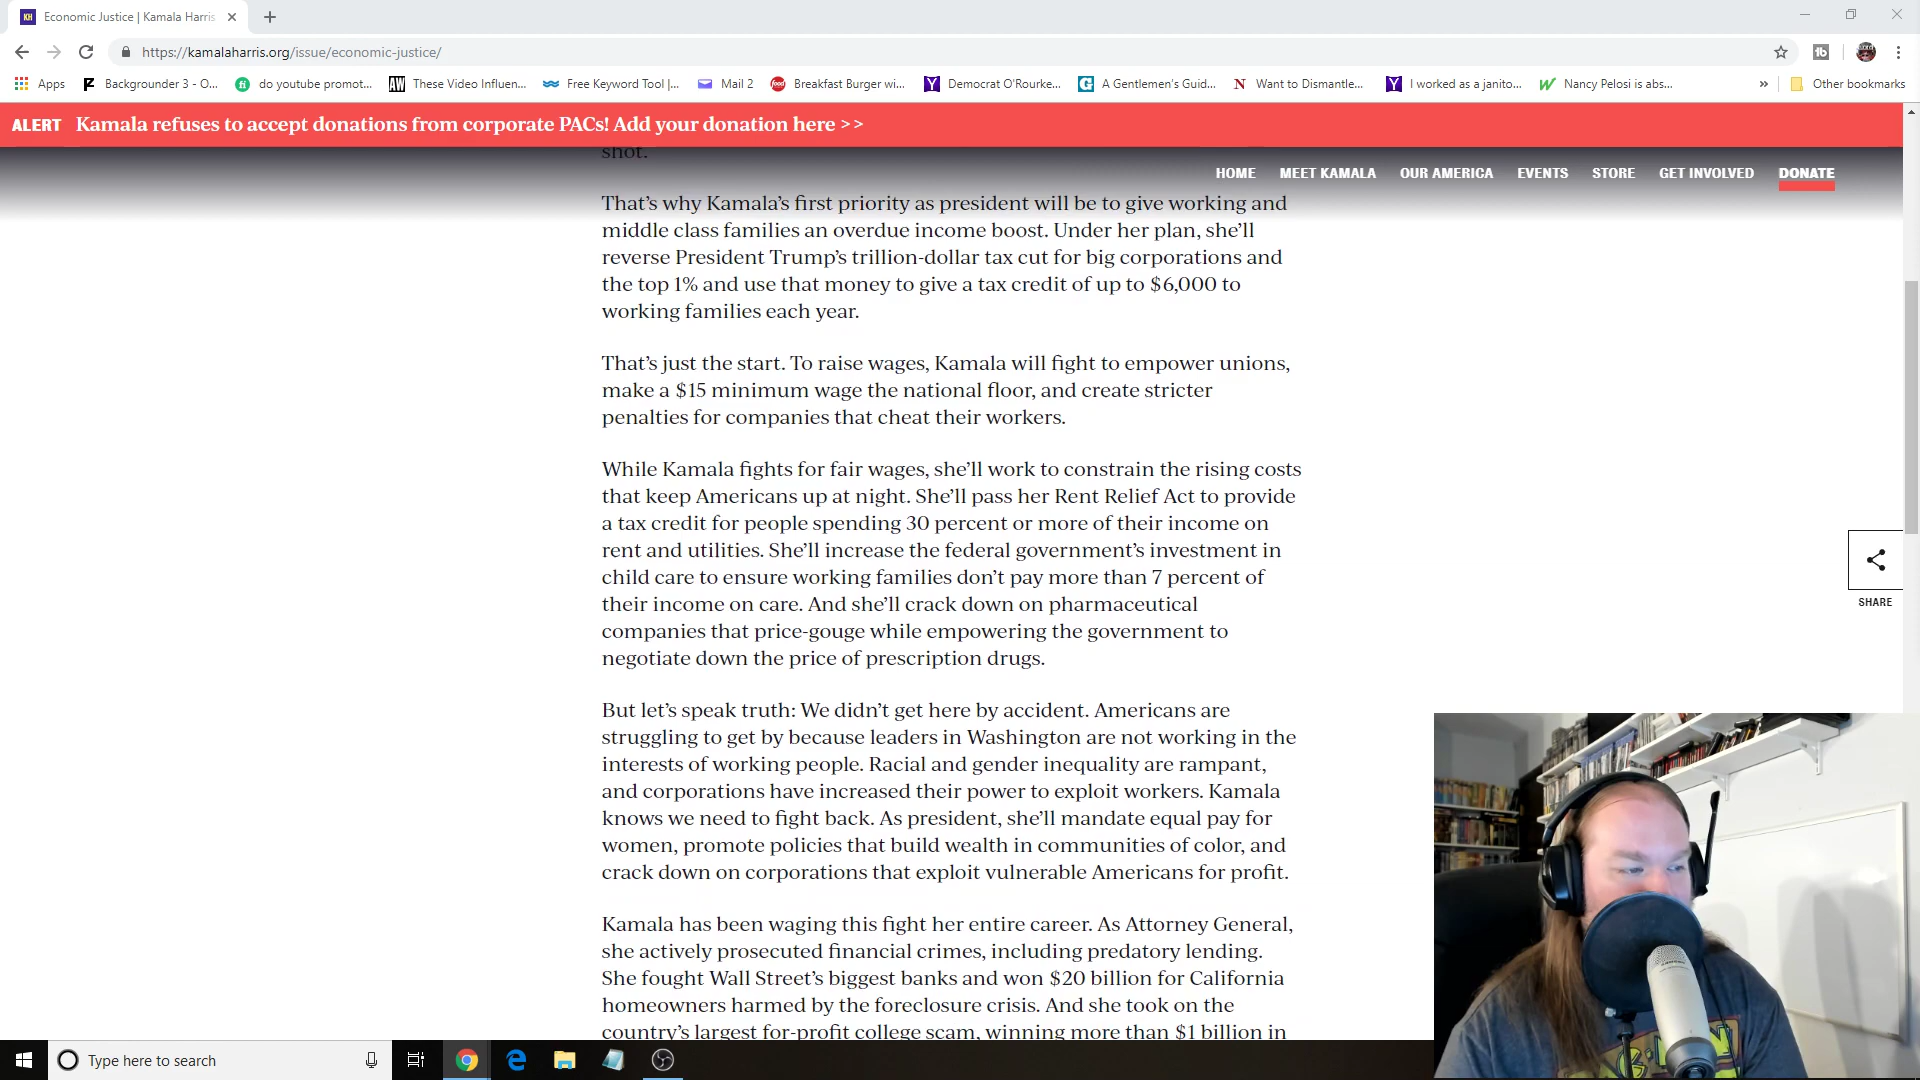 Economic Justice | Kamala Harris
https://kamalaharris.org/issue/economic-justice/
Apps
Backgrounder 3 - O...
do youtube promot...
These Video Influen...
Free Keyword Tool |...
Mail 2
Breakfast Burger wi...
Democrat O'Rourke...
A Gentlemen's Guid...
Want to Dismantle...
I worked as a janito...
Nancy Pelosi is abs...
»
Other bookmarks
ALERT Kamala refuses to accept donations from corporate PACs! Add your donation here >>
shot.
HOME MEET KAMALA OUR AMERICA EVENTS STORE GET INVOLVED DONATE
That’s why Kamala’s first priority as president will be to give working and
middle class families an overdue income boost. Under her plan, she’ll
reverse President Trump’s trillion-dollar tax cut for big corporations and
the top 1% and use that money to give a tax credit of up to $6,000 to
working families each year.
That’s just the start. To raise wages, Kamala will fight to empower unions,
make a $15 minimum wage the national floor, and create stricter
penalties for companies that cheat their workers.
While Kamala fights for fair wages, she’ll work to constrain the rising costs
that keep Americans up at night. She’ll pass her Rent Relief Act to provide
a tax credit for people spending 30 percent or more of their income on
rent and utilities. She’ll increase the federal government’s investment in
child care to ensure working families don’t pay more than 7 percent of
their income on care. And she’ll crack down on pharmaceutical
companies that price-gouge while empowering the government to
negotiate down the price of prescription drugs.
SHARE
But let’s speak truth: We didn’t get here by accident. Americans are
struggling to get by because leaders in Washington are not working in the
interests of working people. Racial and gender inequality are rampant,
and corporations have increased their power to exploit workers. Kamala
knows we need to fight back. As president, she’ll mandate equal pay for
women, promote policies that build wealth in communities of color, and
crack down on corporations that exploit vulnerable Americans for profit.
Kamala has been waging this fight her entire career. As Attorney General,
she actively prosecuted financial crimes, including predatory lending.
She fought Wall Street’s biggest banks and won $20 billion for California
homeowners harmed by the foreclosure crisis. And she took on the
country’s largest for-profit college scam, winning more than $1 billion in
Type here to search